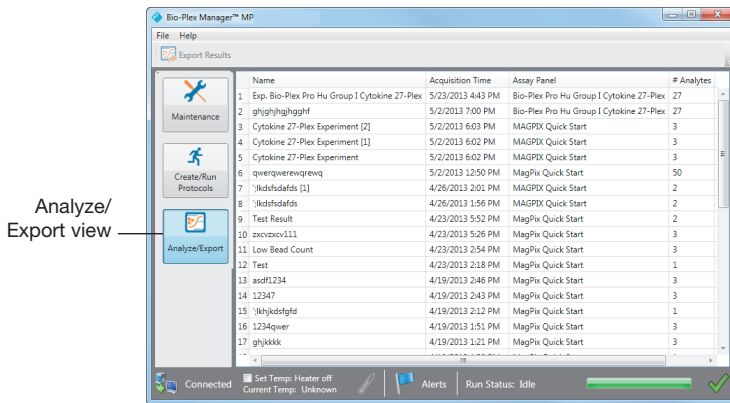 Bio-Plex Manager™ MP
File Help
Export Results
Name Acquisition Time Assay Panel # Analytes
1 Exp. Bio-Plex Pro Hu Group I Cytokine 27-Plex 5/23/2013 4:43 PM Bio-Plex Pro Hu Group I Cytokine 27-Plex 27
2 ghjghjhgjhgghf 5/2/2013 7:00 PM Bio-Plex Pro Hu Group I Cytokine 27-Plex 27
3 Cytokine 27-Plex Experiment [2] 5/2/2013 6:03 PM MAGPIX Quick Start 3
4 Cytokine 27-Plex Experiment [1] 5/2/2013 6:02 PM MAGPIX Quick Start 3
5 Cytokine 27-Plex Experiment 5/2/2013 6:02 PM MAGPIX Quick Start 3
6 qwerqwerewqrewq 5/2/2013 12:50 PM MagPix Quick Start 50
7 ';lkdsfsdafds [1] 4/26/2013 2:01 PM MAGPIX Quick Start 2
8 ';lkdsfsdafds 4/26/2013 1:56 PM MAGPIX Quick Start 2
9 Test Result 4/23/2013 5:52 PM MagPix Quick Start 2
10 zxcvzxcv111 4/23/2013 5:26 PM MagPix Quick Start 3
11 Low Bead Count 4/23/2013 2:54 PM MagPix Quick Start 3
12 Test 4/23/2013 2:18 PM MagPix Quick Start 1
13 asdf1234 4/19/2013 2:46 PM MagPix Quick Start 3
14 12347 4/19/2013 2:43 PM MagPix Quick Start 3
15 ';lkhjkdsfgfd 4/19/2013 2:12 PM MagPix Quick Start 1
16 1234qwer 4/19/2013 1:51 PM MagPix Quick Start 3
17 ghjkkkk 4/19/2013 1:21 PM MagPix Quick Start 3
Maintenance
Create/Run
Protocols
Analyze/Export
Analyze/
Export view
Connected
Set Temp: Heater off
Current Temp: Unknown
Alerts
Run Status: Idle